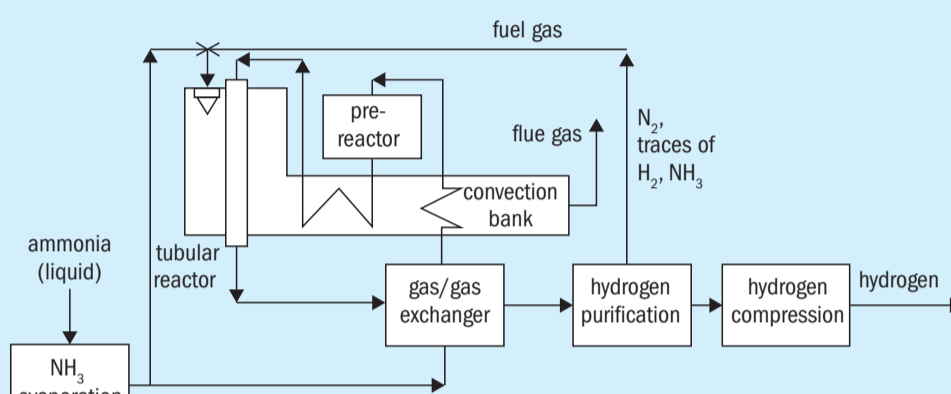 fuel gas
pre-
reactor
flue gas
N₂,
traces of
H₂, NH₃
convection
bank
ammonia
(liquid)
tubular
reactor
gas/gas
exchanger
hydrogen
purification
hydrogen
compression
hydrogen
NH₃
evaporation